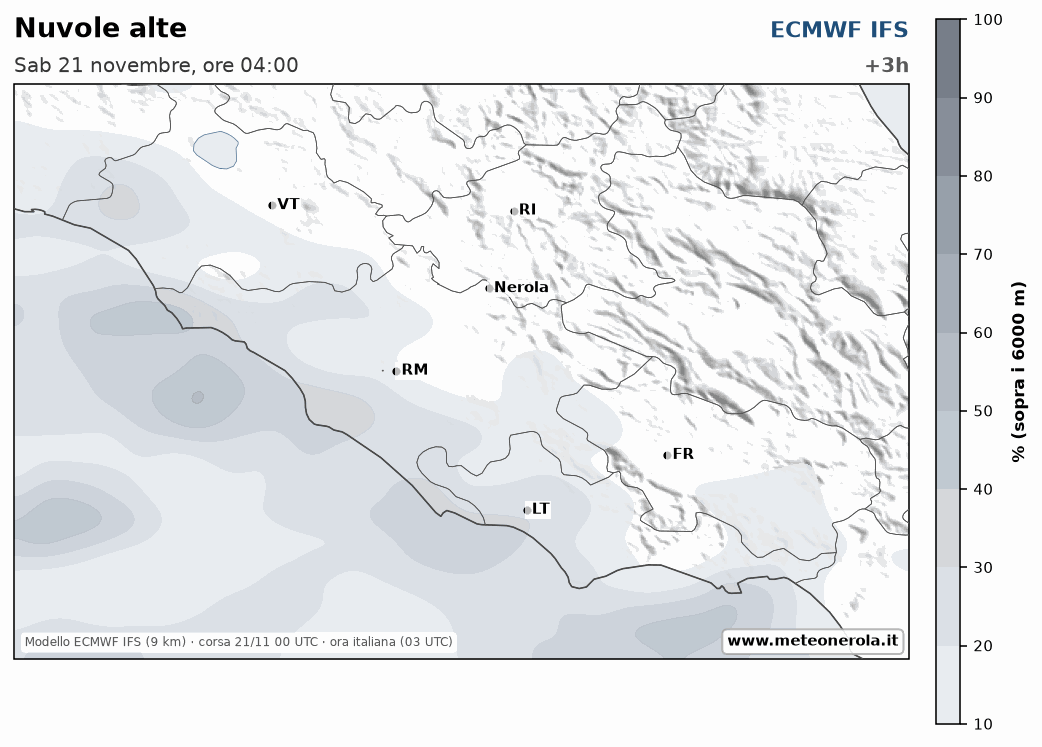 Nuvole alte
ECMWF IFS
Sab 21 novembre, ore 04:00
+3h
100
90
80
70
60
50
40
30
20
10
% (sopra i 6000 m)
VT
RI
Nerola
RM
FR
LT
Modello ECMWF IFS (9 km) · corsa 21/11 00 UTC · ora italiana (03 UTC)
www.meteonerola.it